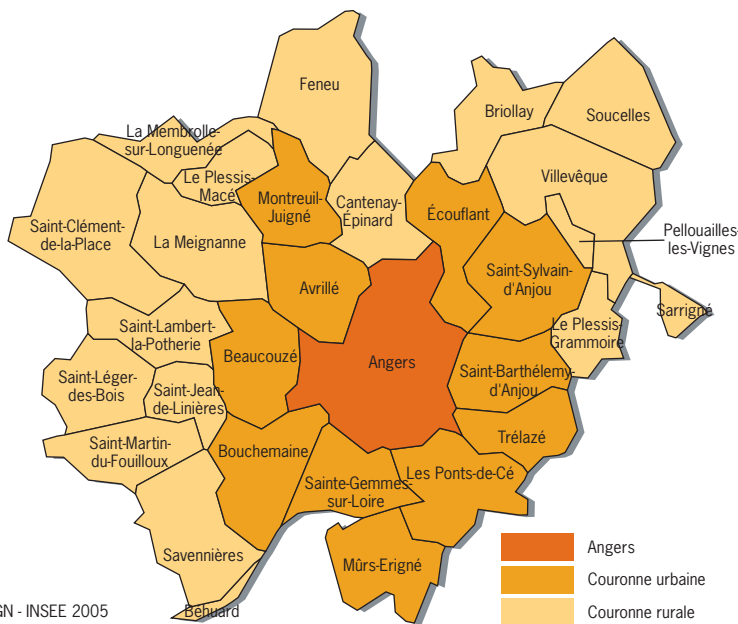 Feneu
Briollay
Soucelles
La Membrolle-
sur-Longuenée
Le Plessis-
Macé
Villevêque
Montreuil-
Juigné
Cantenay-
Épinard
Écouflant
Saint-Clément-
de-la-Place
La Meignanne
Pellouailles-
les-Vignes
Saint-Sylvain-
d'Anjou
Avrillé
Sarrigné
Saint-Lambert-
la-Potherie
Le Plessis-
Grammoire
Beaucouzé
Angers
Saint-Léger-
des-Bois
Saint-Jean-
de-Linières
Saint-Barthélemy-
d'Anjou
Saint-Martin-
du-Fouilloux
Bouchemaine
Trélazé
Sainte-Gemmes-
sur-Loire
Les Ponts-de-Cé
Savennières
Mûrs-Erigné
Béhuard
Angers
Couronne urbaine
Couronne rurale
GN - INSEE 2005